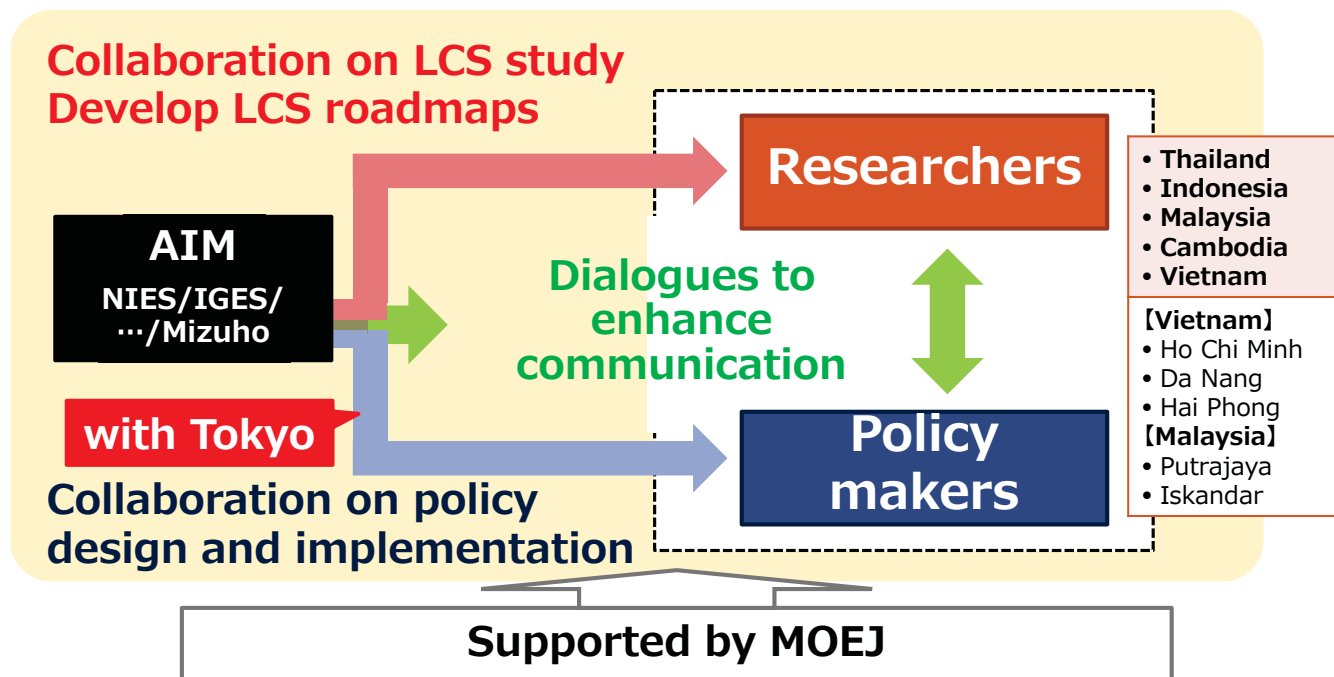 Collaboration on LCS study
Develop LCS roadmaps
AIM
NIES/IGES/
…/Mizuho
with Tokyo
Collaboration on policy
design and implementation
Dialogues to
enhance
communication
Researchers
Policy
makers
• Thailand
• Indonesia
• Malaysia
• Cambodia
• Vietnam
【Vietnam】
• Ho Chi Minh
• Da Nang
• Hai Phong
【Malaysia】
• Putrajaya
• Iskandar
Supported by MOEJ